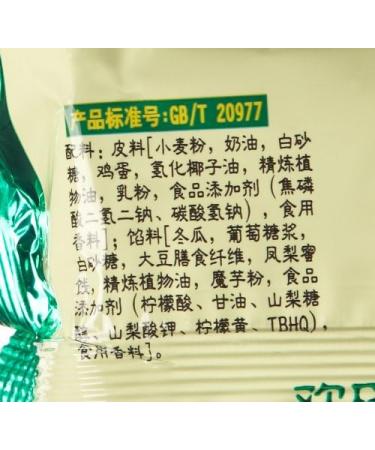 产品标准号:GB/T 20977
配料：皮料[小麦粉，奶油，白砂
糖，鸡蛋，氢化椰子油，精炼植
物油，乳粉，食品添加剂（焦磷
酸二氢二钠、碳酸氢钠），食用
香料]；馅料[冬瓜，葡萄糖浆，
白砂糖，大豆膳食纤维，凤梨蜜
饯，精炼植物油，魔芋粉，食品
添加剂（柠檬酸、甘油、山梨糖
醇、山梨酸钾、柠檬黄、TBHQ)，
食用香料]。